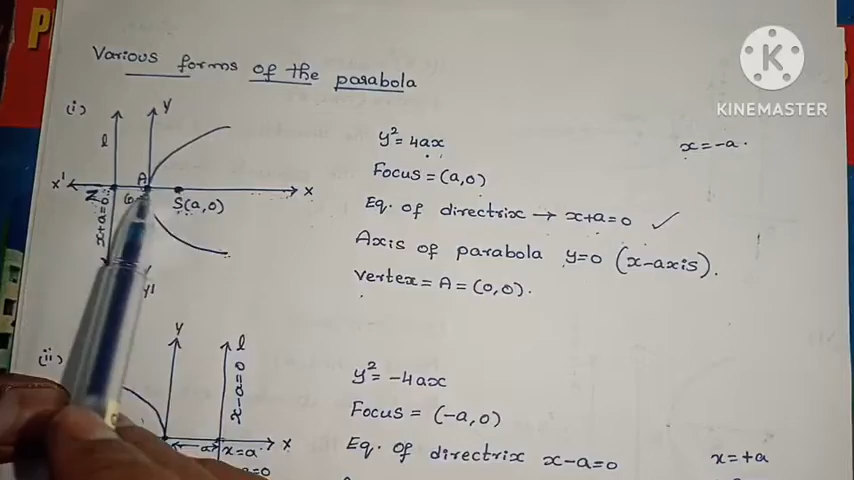 Various forms of the parabola
K
KINEMASTER
(i)
Y
l
A
X'
X
Z
S(a,0)
x+a=0
Y'
y²= 4ax
x=-a.
Focus = (a,0)
Eq. of directrix → x+a=0 ✓
Axis of parabola y=0 (x-axis).
vertex = A = (0,0).
(ii)
Y
l
x-a=0
X
a
x=a
y²= -4ax
Focus = (-a,0)
Eq. of directrix x-a=0
x=+a